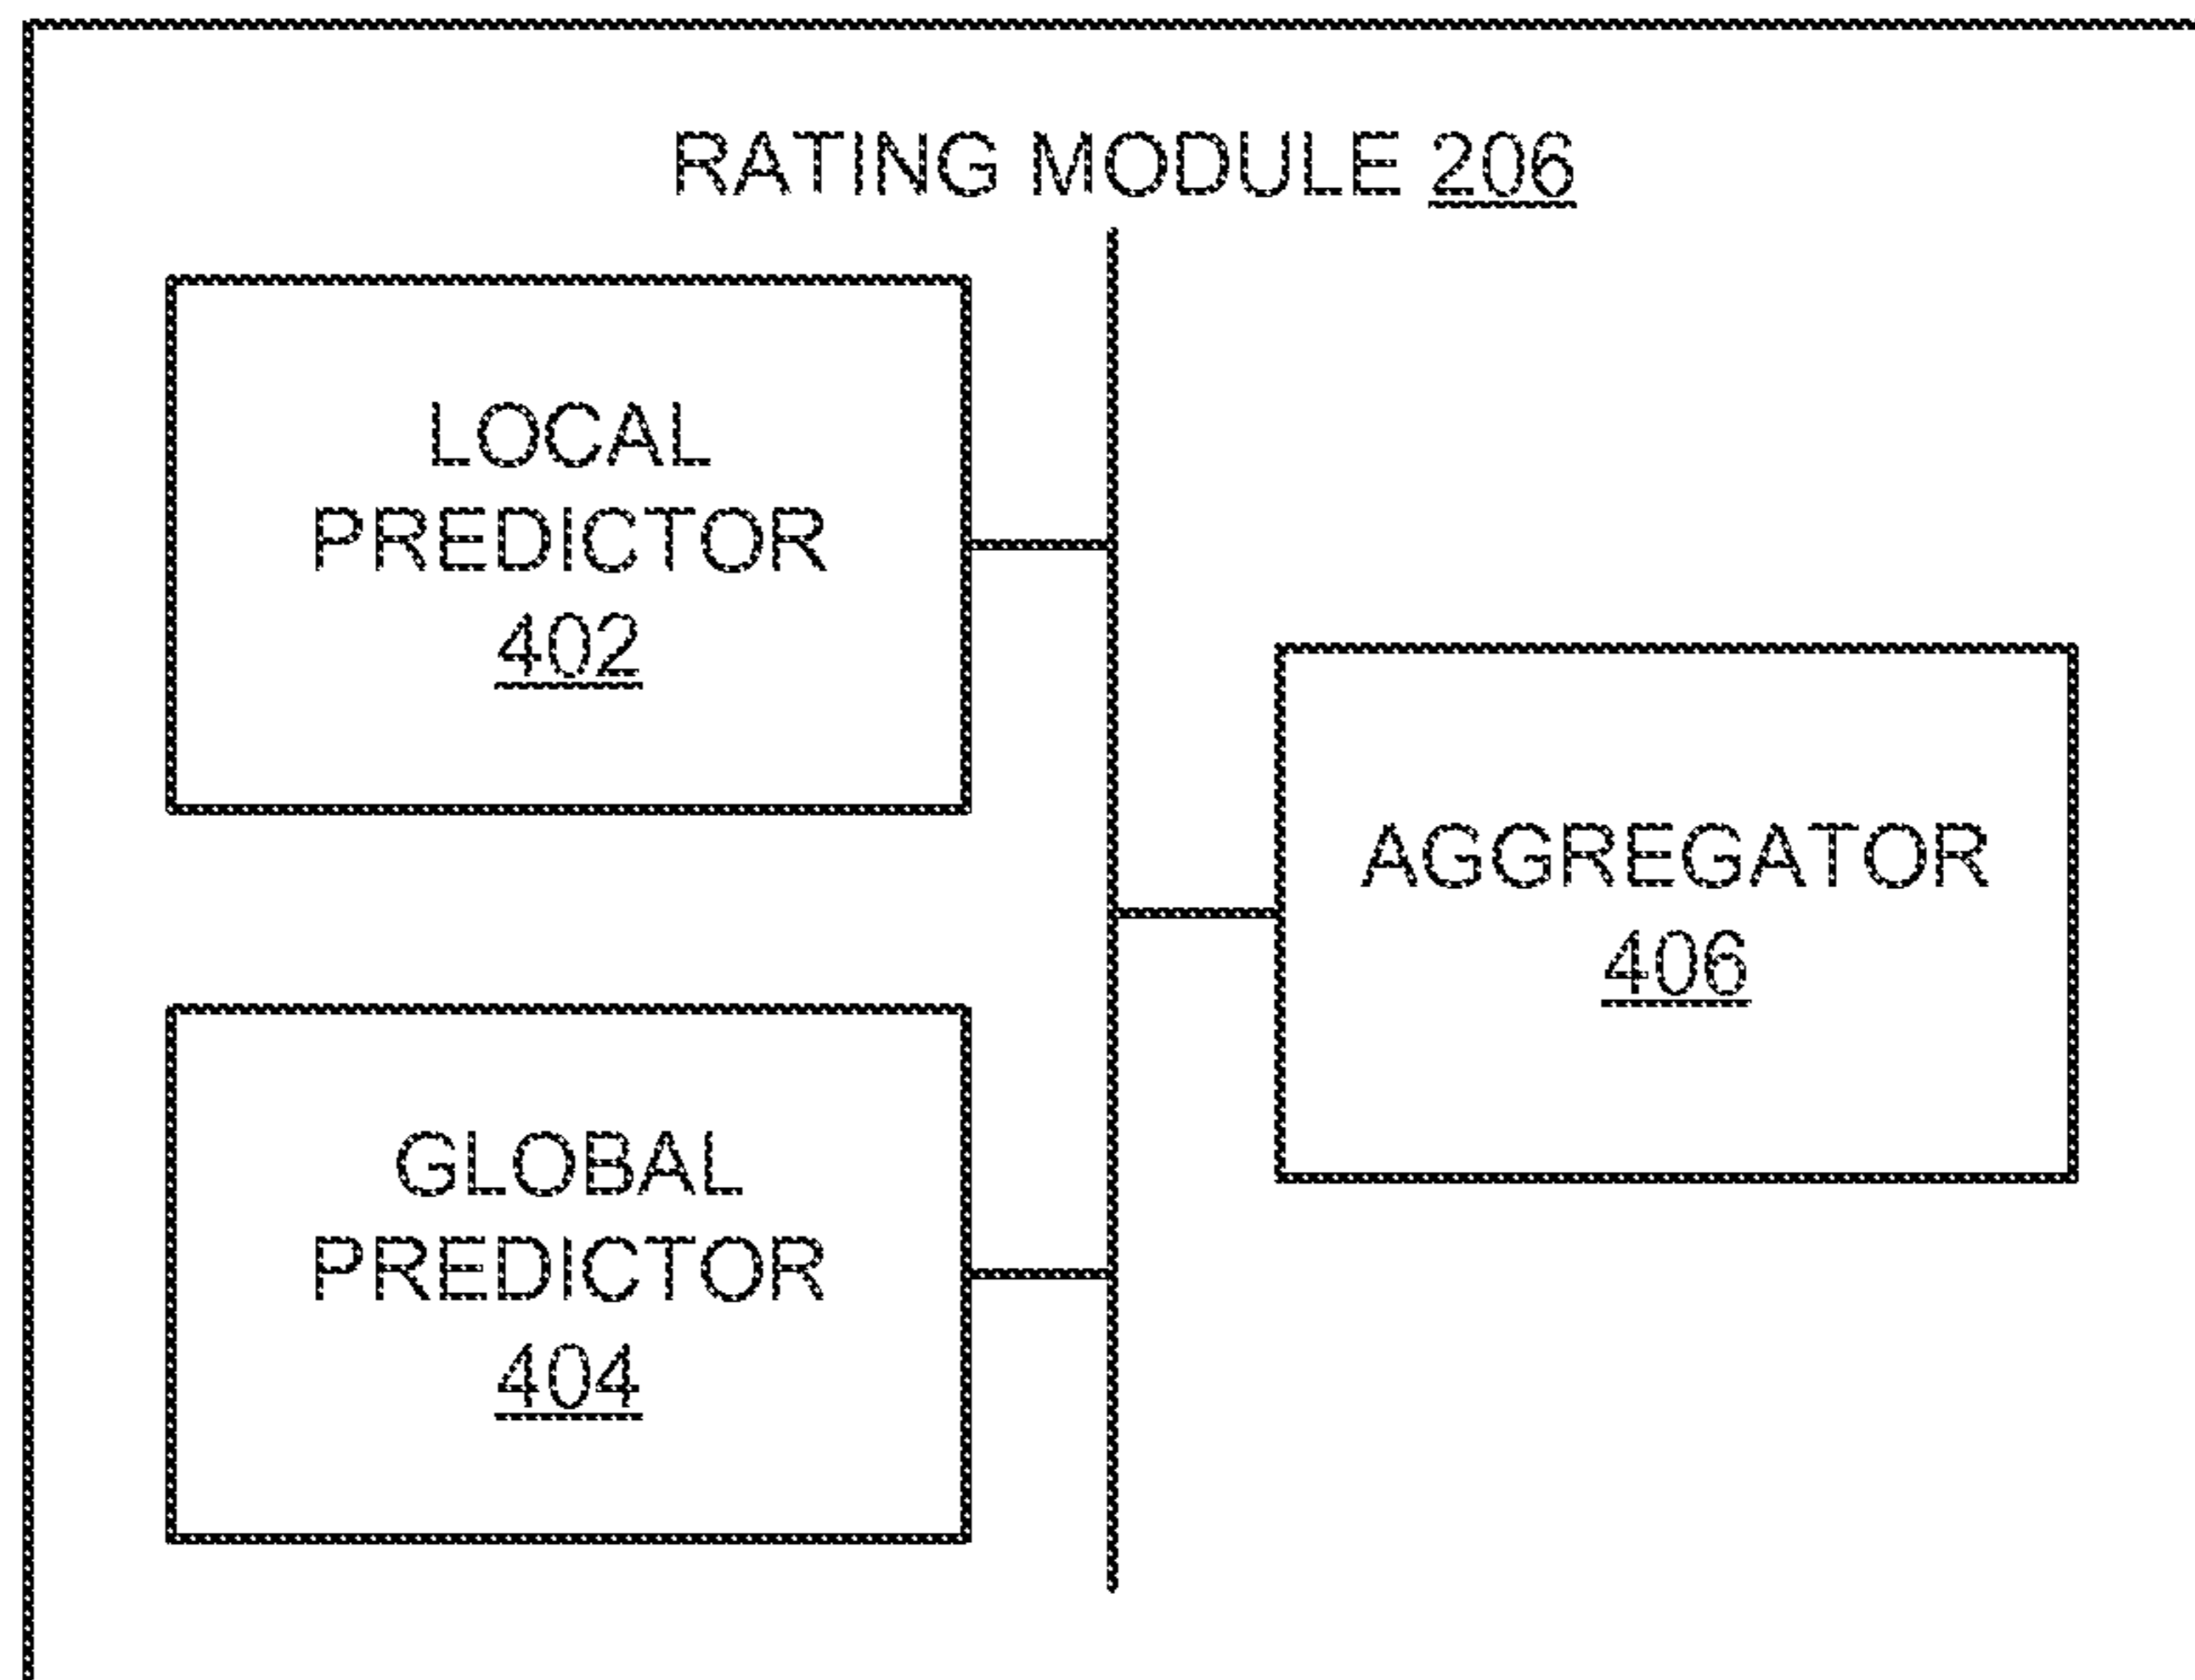 RATING MODULE 206
LOCAL
PREDICTOR
402
AGGREGATOR
406
GLOBAL
PREDICTOR
404